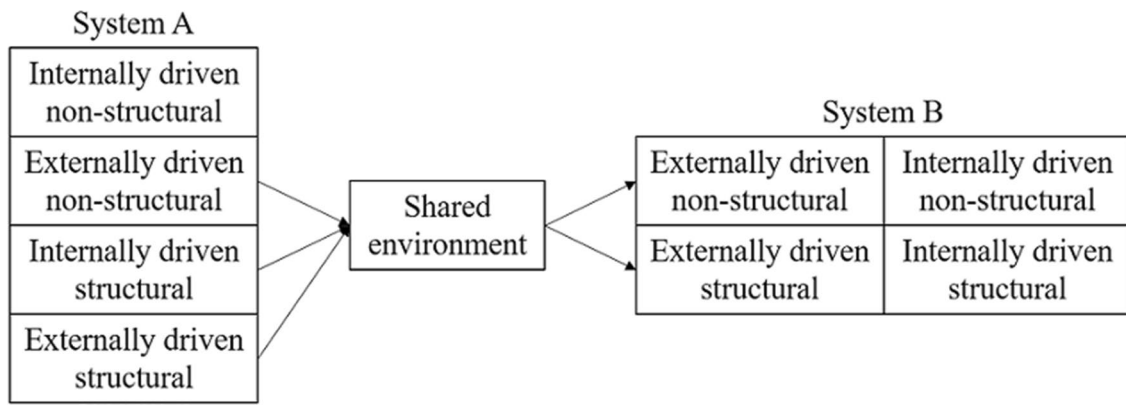 System A
Internally driven
non-structural
Externally driven
non-structural
Internally driven
structural
Externally driven
structural
Shared
environment
System B
Externally driven
non-structural
Internally driven
non-structural
Externally driven
structural
Internally driven
structural